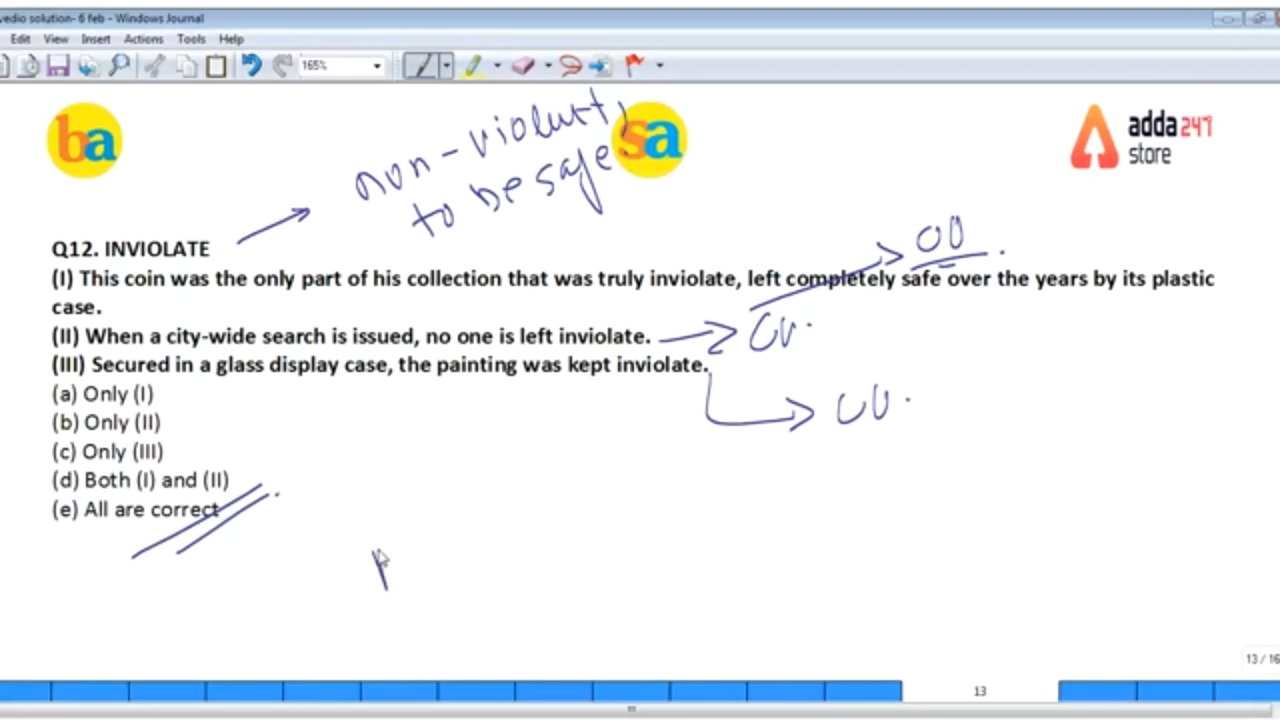 vedio solution- 6 feb - Windows Journal
Edit View Insert Actions Tools Help
165%
ba
non-violent,
to be safe
sa
adda247
store
Q12. INVIOLATE
(I) This coin was the only part of his collection that was truly inviolate, left completely safe over the years by its plastic
case.
(II) When a city-wide search is issued, no one is left inviolate.
(III) Secured in a glass display case, the painting was kept inviolate.
(a) Only (I)
(b) Only (II)
(c) Only (III)
(d) Both (I) and (II)
(e) All are correct
13 / 16
13